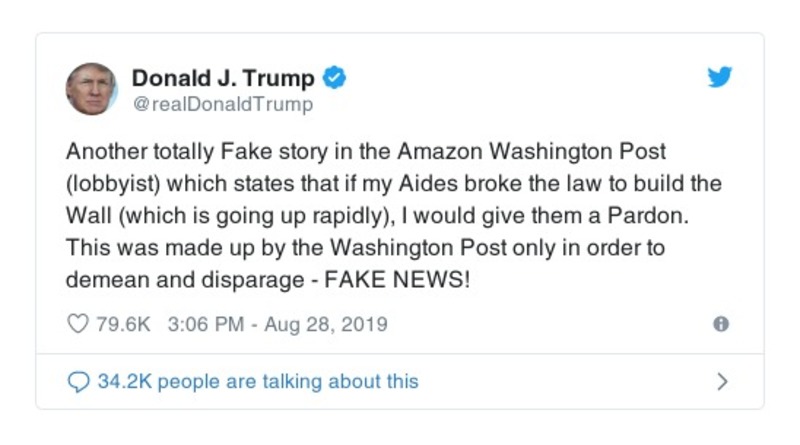 Donald J. Trump
@realDonaldTrump
Another totally Fake story in the Amazon Washington Post
(lobbyist) which states that if my Aides broke the law to build the
Wall (which is going up rapidly), I would give them a Pardon.
This was made up by the Washington Post only in order to
demean and disparage - FAKE NEWS!
79.6K 3:06 PM - Aug 28, 2019
34.2K people are talking about this